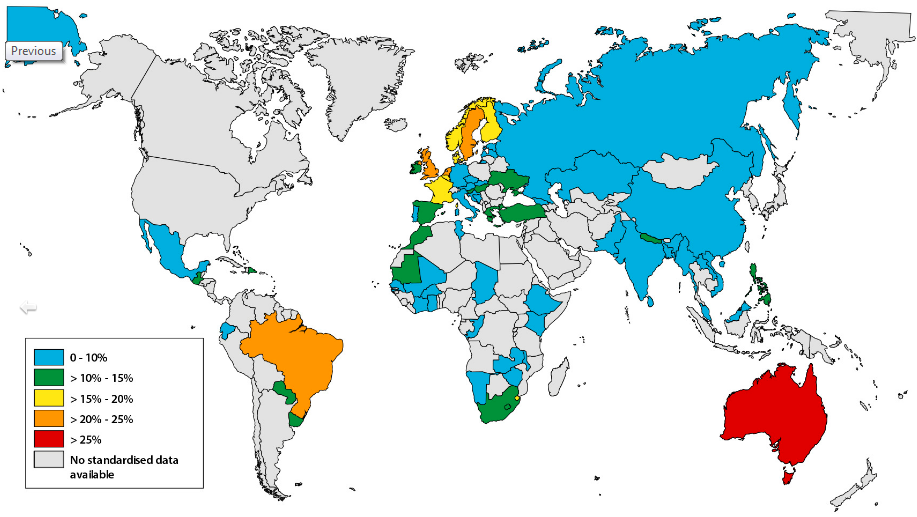 Previous
0 - 10%
> 10% - 15%
> 15% - 20%
> 20% - 25%
> 25%
No standardised data
available